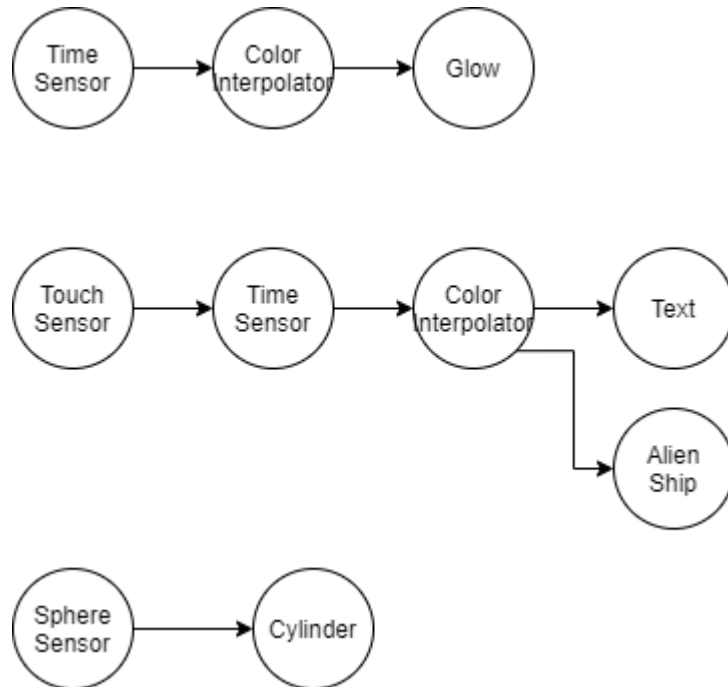 Time
Sensor
Color
Interpolator
Glow
Touch
Sensor
Time
Sensor
Color
Interpolator
Text
Alien
Ship
Sphere
Sensor
Cylinder